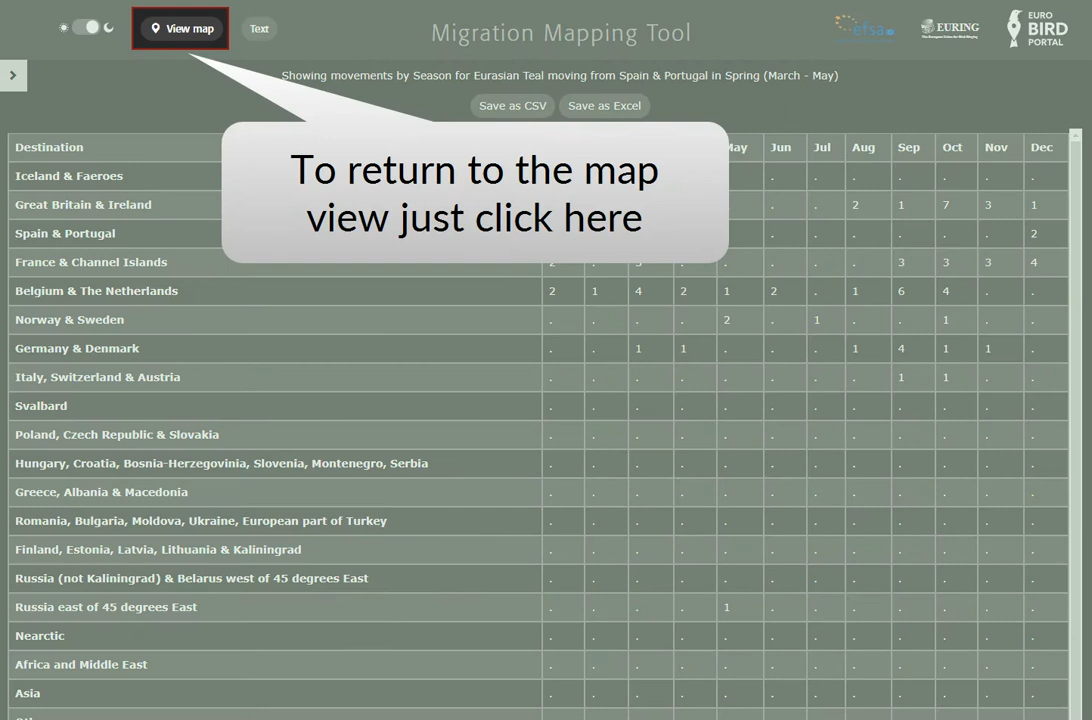 View map
Text
Migration Mapping Tool
efsa
EURING
EURO
BIRD
PORTAL
Showing movements by Season for Eurasian Teal moving from Spain & Portugal in Spring (March - May)
Save as CSV Save as Excel
To return to the map
view just click here
Destination May Jun Jul Aug Sep Oct Nov Dec
Iceland & Faeroes . . . . . . .
Great Britain & Ireland . . 2 1 7 3 1
Spain & Portugal . . . . . . 2
France & Channel Islands . . . . . 3 3 3 4
Belgium & The Netherlands 2 1 4 2 1 2 . 1 6 4 . .
Norway & Sweden . . . . 2 . 1 . . 1 . .
Germany & Denmark . . 1 1 . . . 1 4 1 1 .
Italy, Switzerland & Austria . . . . . . . . 1 1 . .
Svalbard . . . . . . . . . . . .
Poland, Czech Republic & Slovakia . . . . . . . . . . . .
Hungary, Croatia, Bosnia-Herzegovinia, Slovenia, Montenegro, Serbia . . . . . . . . . . . .
Greece, Albania & Macedonia . . . . . . . . . . . .
Romania, Bulgaria, Moldova, Ukraine, European part of Turkey . . . . . . . . . . . .
Finland, Estonia, Latvia, Lithuania & Kaliningrad . . . . . . . . . . . .
Russia (not Kaliningrad) & Belarus west of 45 degrees East . . . . . . . . . . . .
Russia east of 45 degrees East . . . . 1 . . . . . . .
Nearctic . . . . . . . . . . . .
Africa and Middle East . . . . . . . . . . . .
Asia . . . . . . . . . . . .